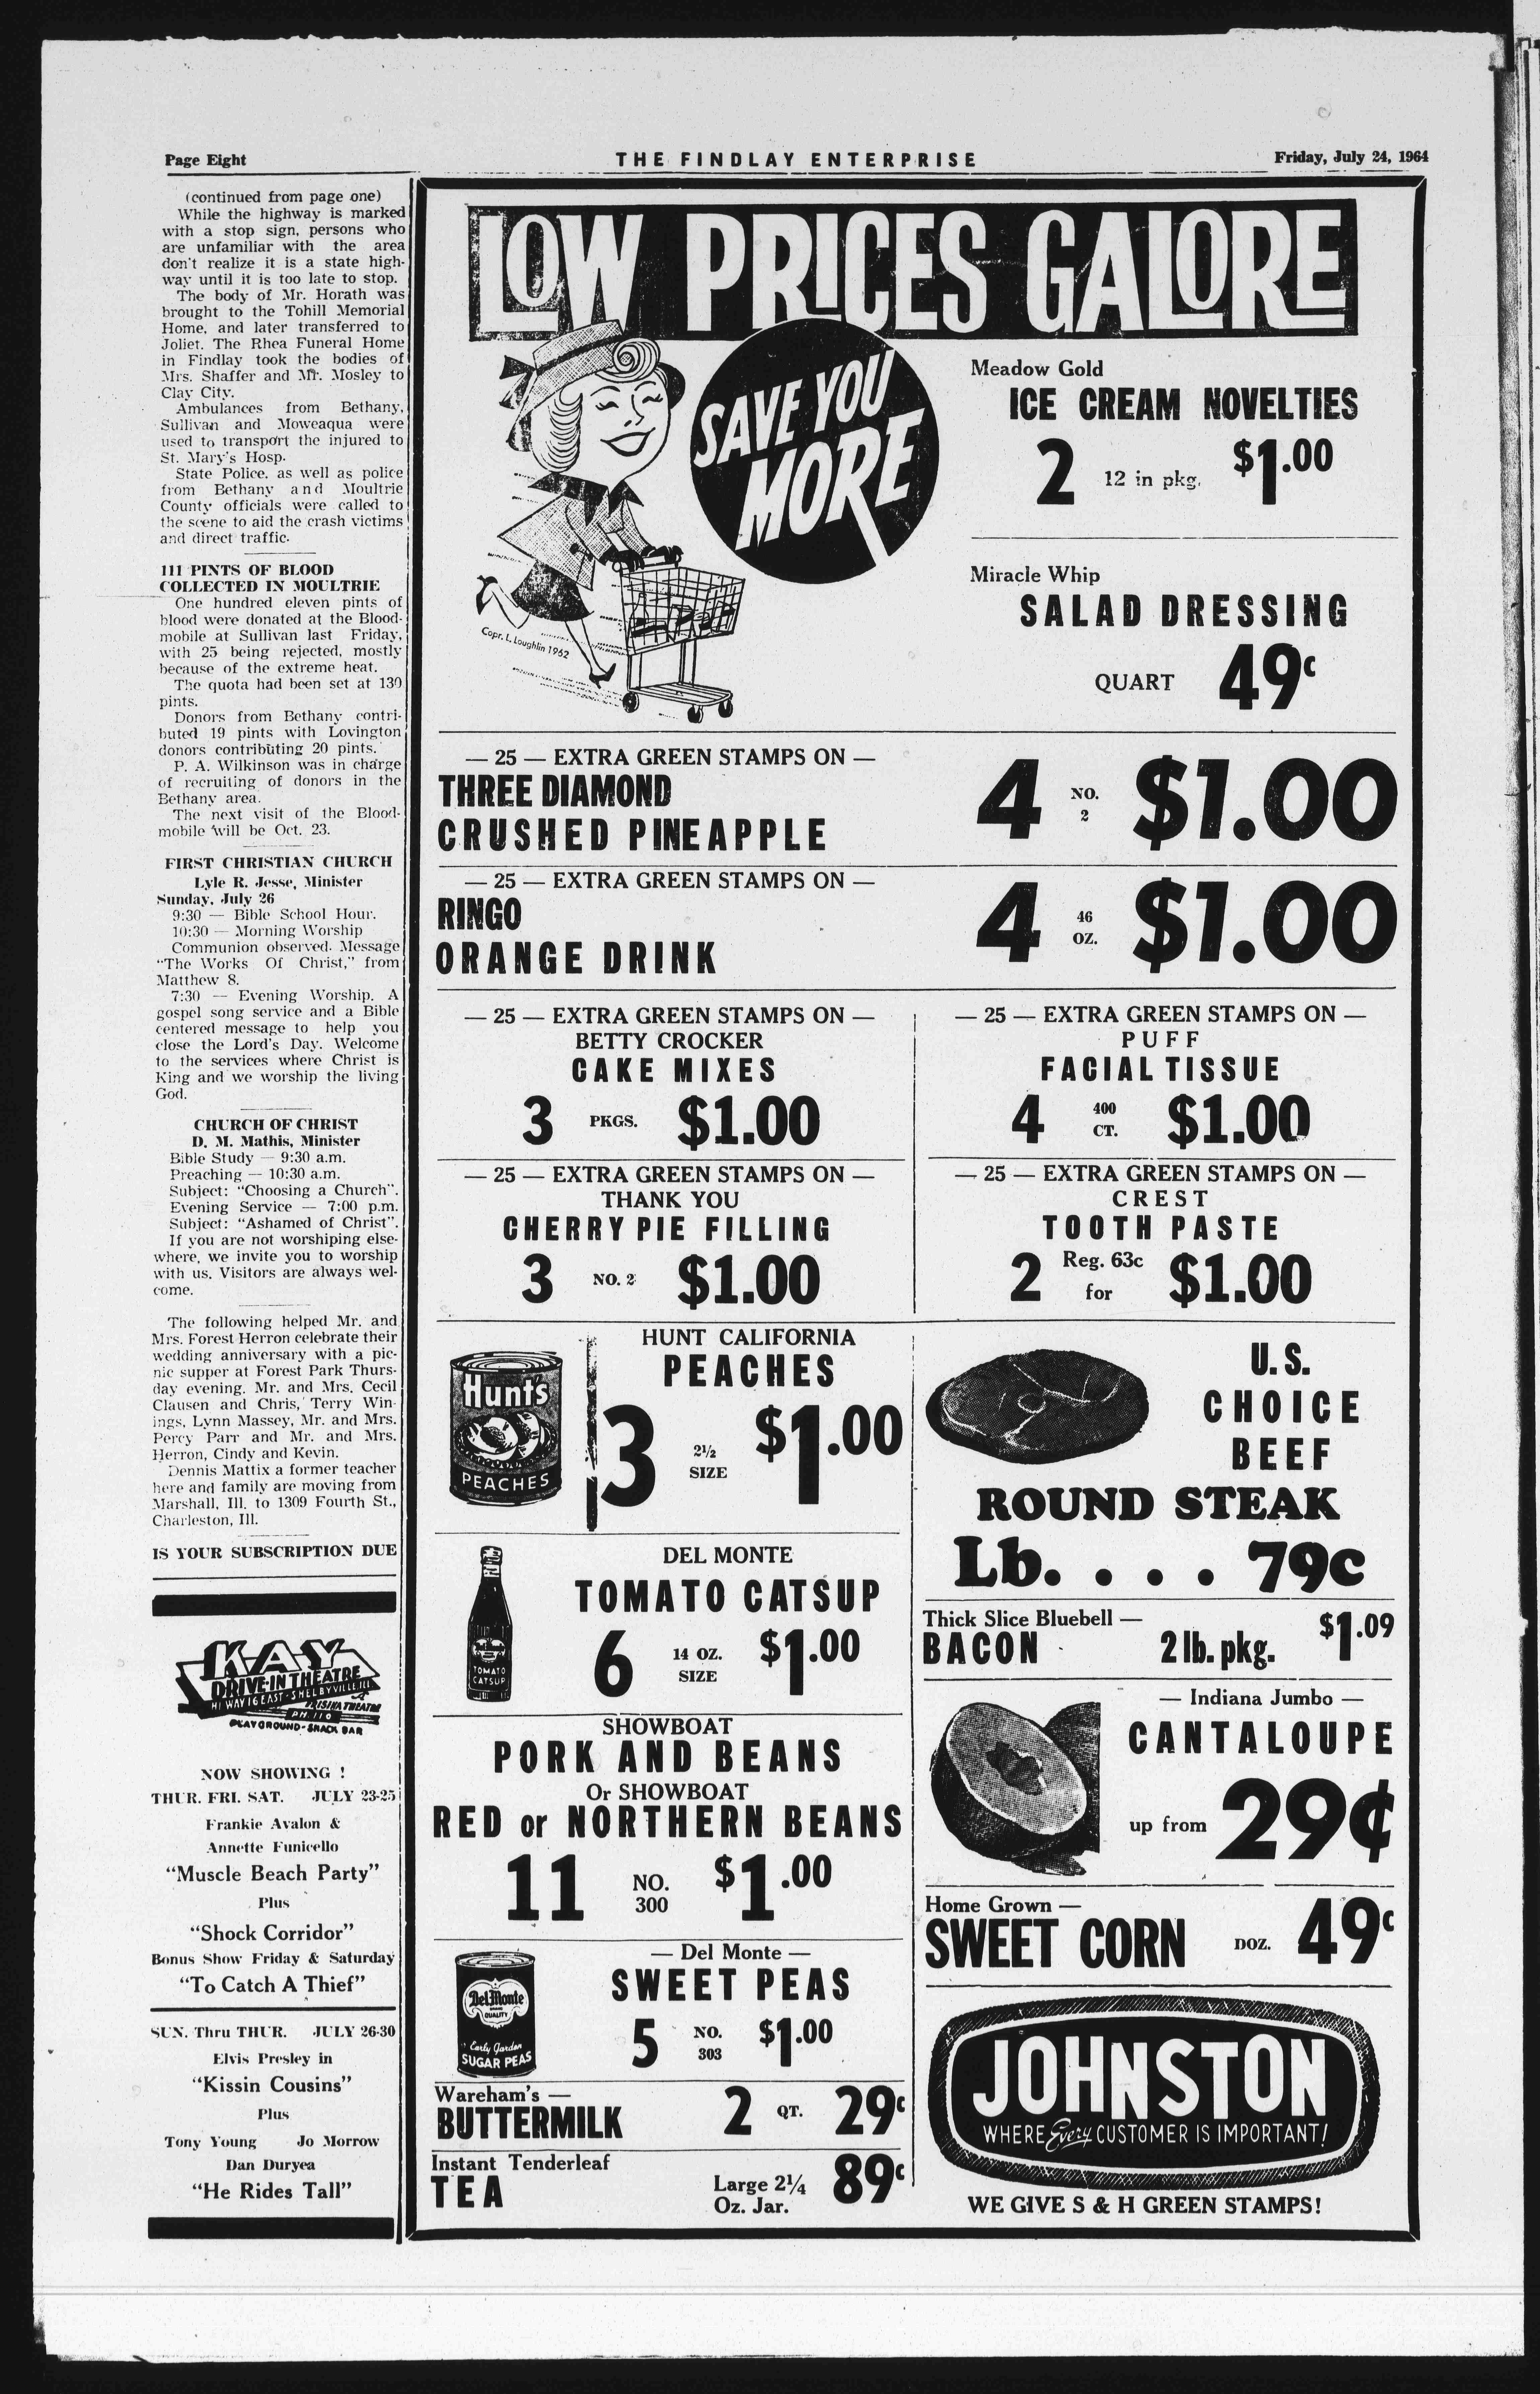 Page Eight
THE FINDLAY ENTERPRISE
Friday, July 24, 1964
(continued from page one)
While the highway is marked
with a stop sign, persons who
are unfamiliar with the area
don't realize it is a state high-
way until it is too late to stop.
The body of Mr. Horath was
brought to the Tohill Memorial
Home, and later transferred to
Joliet. The Rhea Funeral Home
in Findlay took the bodies of
Mrs. Shaffer and Mr. Mosley to
Clay City.
Ambulances from Bethany,
Sullivan and Moweaqua were
used to transport the injured to
St. Mary's Hosp.
State Police, as well as police
from Bethany and Moultrie
County officials were called to
the scene to aid the crash victims
and direct traffic.
111 PINTS OF BLOOD
COLLECTED IN MOULTRIE
One hundred eleven pints of
blood were donated at the Blood-
mobile at Sullivan last Friday,
with 25 being rejected, mostly
because of the extreme heat.
The quota had been set at 130
pints.
Donors from Bethany contri-
buted 19 pints with Lovington
donors contributing 20 pints.
P. A. Wilkinson was in charge
of recruiting of donors in the
Bethany area.
The next visit of the Blood-
mobile will be Oct. 23.
FIRST CHRISTIAN CHURCH
Lyle R. Jesse, Minister
Sunday, July 26
9:30 — Bible School Hour.
10:30 — Morning Worship
Communion observed. Message
"The Works Of Christ," from
Matthew 8.
7:30 — Evening Worship. A
gospel song service and a Bible
centered message to help you
close the Lord's Day. Welcome
to the services where Christ is
King and we worship the living
God.
CHURCH OF CHRIST
D. M. Mathis, Minister
Bible Study — 9:30 a.m.
Preaching — 10:30 a.m.
Subject: "Choosing a Church".
Evening Service — 7:00 p.m.
Subject: "Ashamed of Christ".
If you are not worshiping else-
where, we invite you to worship
with us. Visitors are always wel-
come.
The following helped Mr. and
Mrs. Forest Herron celebrate their
wedding anniversary with a pic-
nic supper at Forest Park Thurs-
day evening. Mr. and Mrs. Cecil
Clausen and Chris, Terry Win-
ings, Lynn Massey, Mr. and Mrs.
Percy Parr and Mr. and Mrs.
Herron, Cindy and Kevin.
Dennis Mattix a former teacher
here and family are moving from
Marshall, Ill. to 1309 Fourth St.,
Charleston, Ill.
IS YOUR SUBSCRIPTION DUE
KAY
DRIVE-IN THEATRE
HI WAY 16 EAST - SHELBYVILLE ILL
THEATRE
PH. 110
PLAYGROUND - SNACK BAR
NOW SHOWING !
THUR. FRI. SAT. JULY 23-25
Frankie Avalon &
Annette Funicello
"Muscle Beach Party"
Plus
"Shock Corridor"
Bonus Show Friday & Saturday
"To Catch A Thief"
SUN. Thru THUR. JULY 26-30
Elvis Presley in
"Kissin Cousins"
Plus
Tony Young Jo Morrow
Dan Duryea
"He Rides Tall"
LOW PRICES GALORE
SAVE YOU
MORE
Copr. L. Loughlin 1962
Meadow Gold
ICE CREAM NOVELTIES
2 12 in pkg. $1.00
Miracle Whip
SALAD DRESSING
QUART 49c
— 25 — EXTRA GREEN STAMPS ON —
THREE DIAMOND
CRUSHED PINEAPPLE
4 NO. 2 $1.00
— 25 — EXTRA GREEN STAMPS ON —
RINGO
ORANGE DRINK
4 46 OZ. $1.00
— 25 — EXTRA GREEN STAMPS ON —
BETTY CROCKER
CAKE MIXES
3 PKGS. $1.00
— 25 — EXTRA GREEN STAMPS ON —
PUFF
FACIAL TISSUE
4 400 CT. $1.00
— 25 — EXTRA GREEN STAMPS ON —
THANK YOU
CHERRY PIE FILLING
3 NO. 2 $1.00
— 25 — EXTRA GREEN STAMPS ON —
CREST
TOOTH PASTE
2 Reg. 63c for $1.00
HUNT CALIFORNIA
PEACHES
Hunt's
PEACHES
3 2½ SIZE $1.00
DEL MONTE
TOMATO CATSUP
TOMATO
CATSUP
6 14 OZ. SIZE $1.00
SHOWBOAT
PORK AND BEANS
Or SHOWBOAT
RED or NORTHERN BEANS
11 NO. 300 $1.00
— Del Monte —
SWEET PEAS
Del Monte
QUALITY
Early Garden
SUGAR PEAS
5 NO. 303 $1.00
Wareham's —
BUTTERMILK 2 QT. 29c
Instant Tenderleaf
TEA Large 2¼ Oz. Jar. 89c
U.S.
CHOICE
BEEF
ROUND STEAK
Lb. . . . . 79c
Thick Slice Bluebell —
BACON 2 lb. pkg. $1.09
— Indiana Jumbo —
CANTALOUPE
up from 29¢
Home Grown —
SWEET CORN DOZ. 49c
JOHNSTON
WHERE Every CUSTOMER IS IMPORTANT!
WE GIVE S & H GREEN STAMPS!